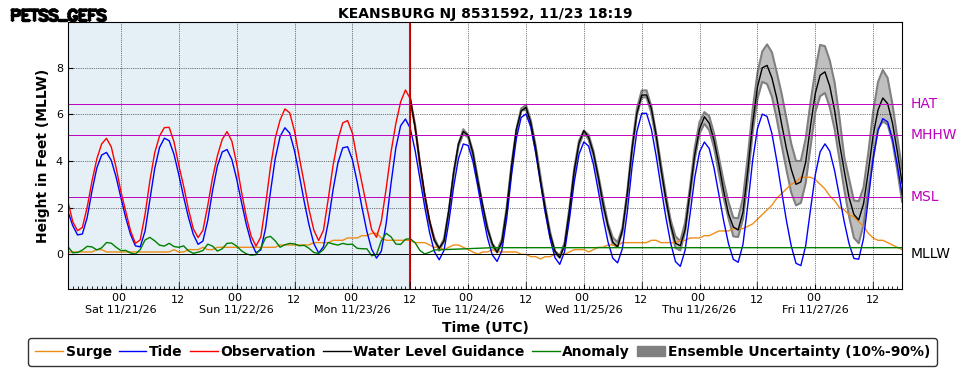 PETSS_GEFS
KEANSBURG NJ 8531592, 11/23 18:19
Height in Feet (MLLW)
8
6
4
2
0
HAT
MHHW
MSL
MLLW
00 12 00 12 00 12 00 12 00 12 00 12 00 12
Sat 11/21/26 Sun 11/22/26 Mon 11/23/26 Tue 11/24/26 Wed 11/25/26 Thu 11/26/26 Fri 11/27/26
Time (UTC)
Surge Tide Observation Water Level Guidance Anomaly Ensemble Uncertainty (10%-90%)